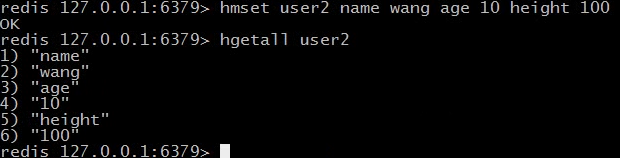 redis 127.0.0.1:6379> hmset user2 name wang age 10 height 100
OK
redis 127.0.0.1:6379> hgetall user2
1) "name"
2) "wang"
3) "age"
4) "10"
5) "height"
6) "100"
redis 127.0.0.1:6379>